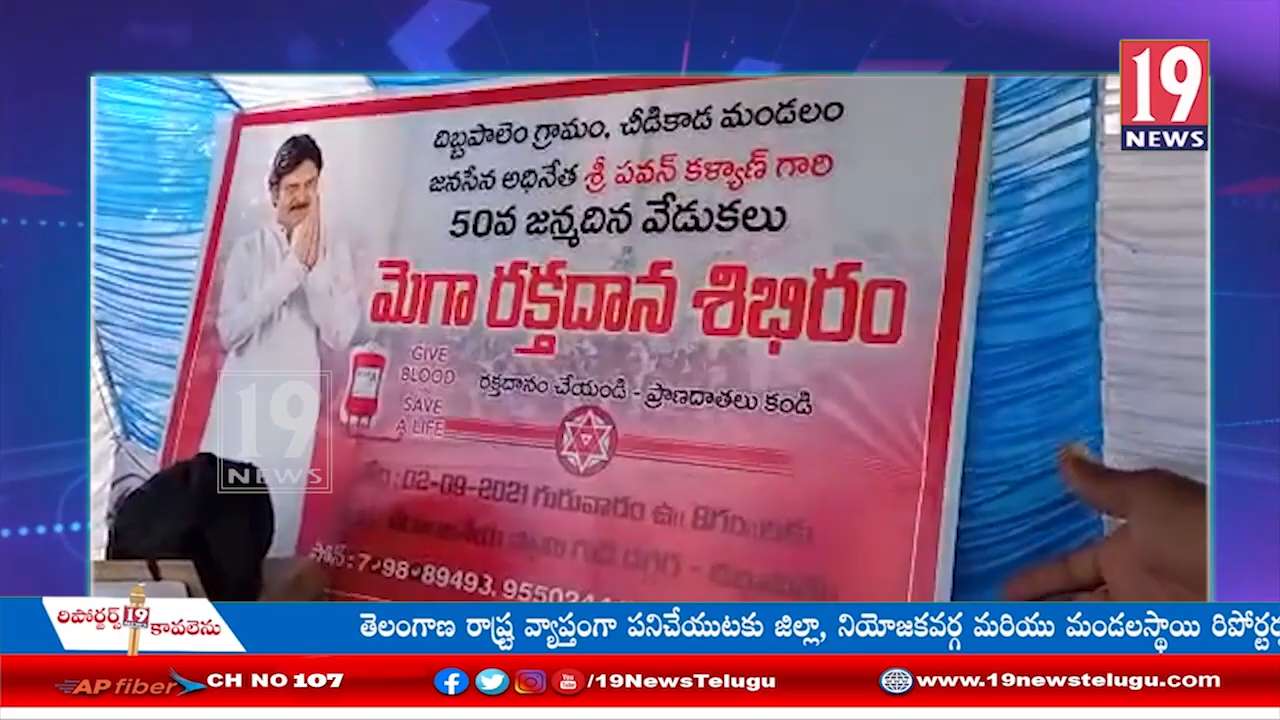 19
NEWS
దిబ్బపాలెం గ్రామం, చీడికాడ మండలం
జనసేన అధినేత శ్రీ పవన్ కళ్యాణ్ గారి
50వ జన్మదిన వేడుకలు
మెగా రక్తదాన శిభిరం
GIVE
BLOOD
SAVE
A LIFE
రక్తదానం చేయండి - ప్రాణదాతలు కండి
19
NEWS
02-09-2021 గురువారం ఉ॥
ఫోన్ :
రిపోర్టర్స్ కావలెను
తెలంగాణ రాష్ట్ర వ్యాప్తంగా పనిచేయుటకు జిల్లా, నియోజకవర్గ మరియు మండలస్థాయి
AP fiber CH NO 107
/19NewsTelugu
www.19newstelugu.com